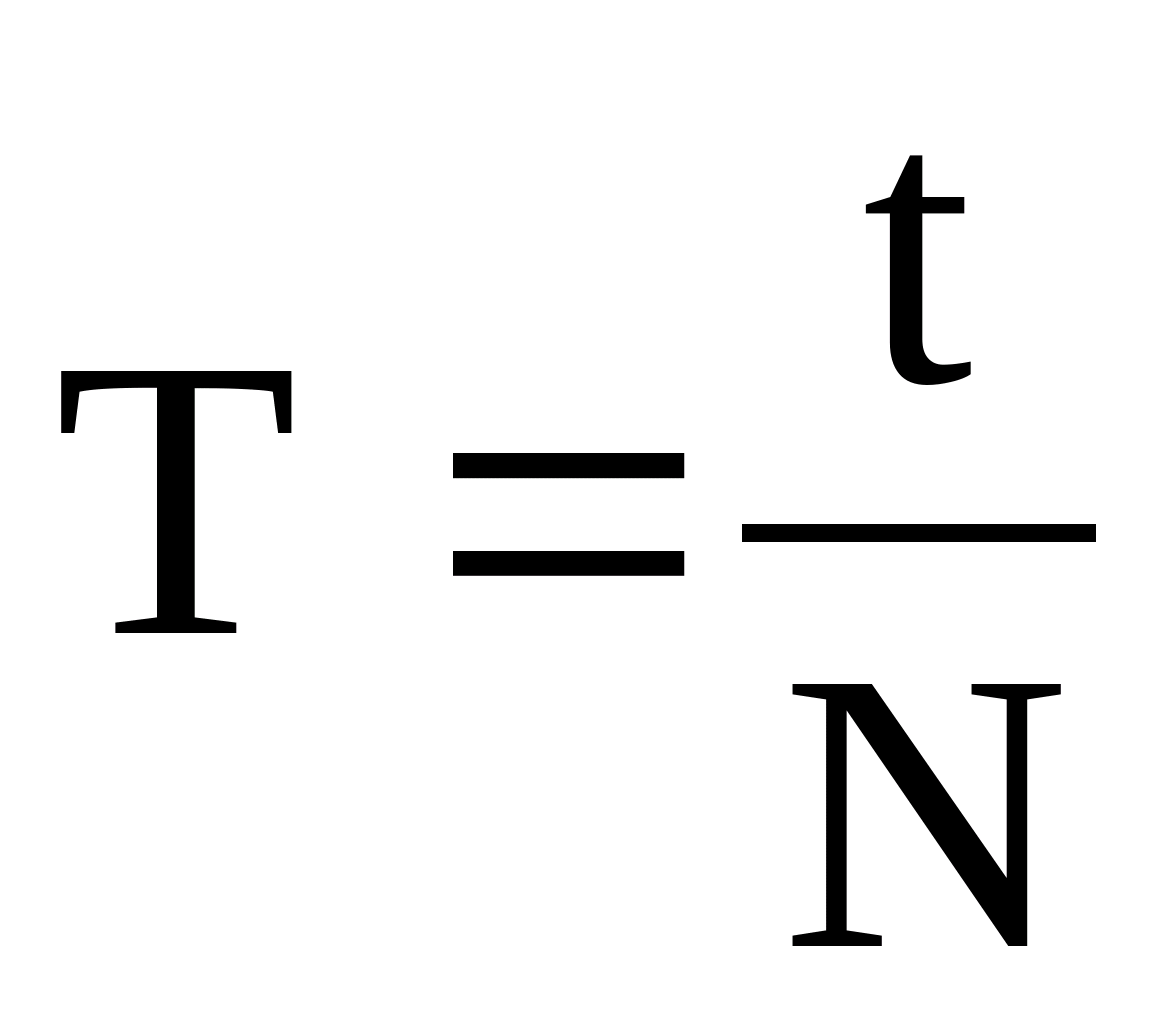 T = t/N